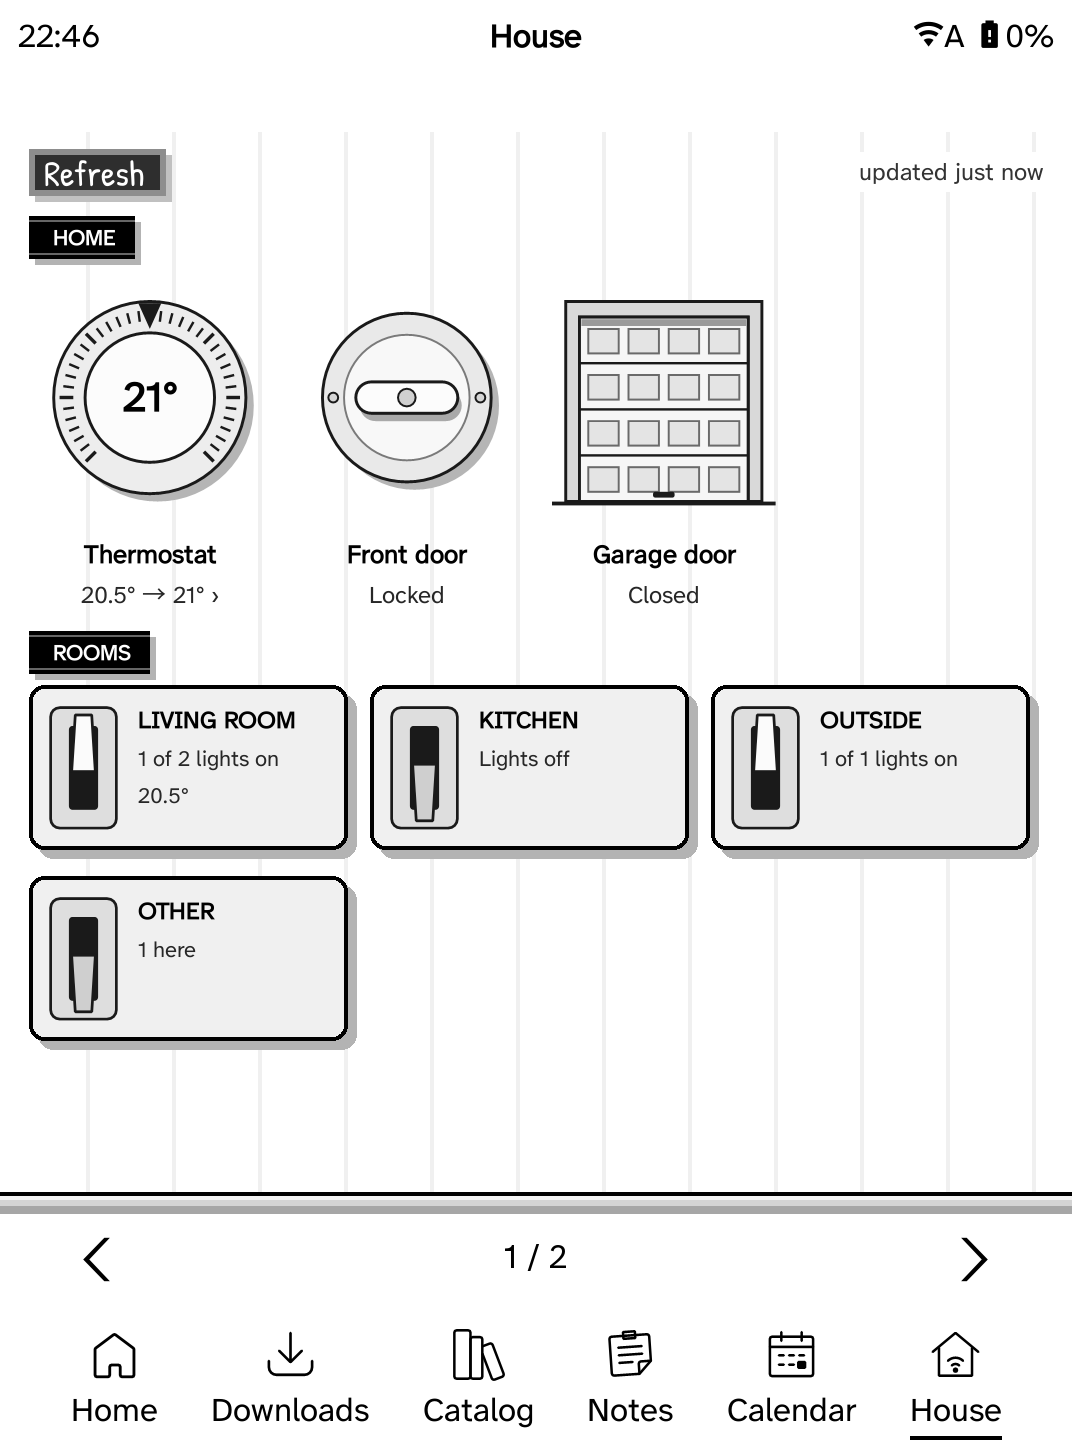 22:46 House A 0%
Refresh updated just now
HOME
21°
Thermostat Front door Garage door
20.5° → 21° › Locked Closed
ROOMS
LIVING ROOM KITCHEN OUTSIDE
1 of 2 lights on Lights off 1 of 1 lights on
20.5°
OTHER
1 here
1 / 2
Home Downloads Catalog Notes Calendar House